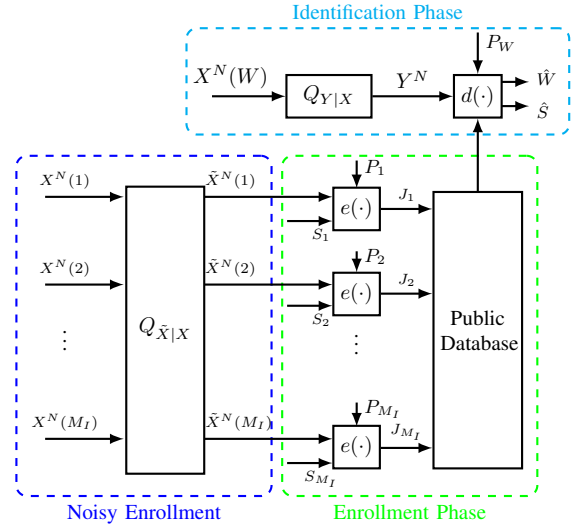 Identification Phase
P_W
X^N(W) Q_{Y|X} Y^N d(·) Ŵ
Ŝ
X^N(1) X̃^N(1) P_1
e(·) J_1
S_1
X^N(2) X̃^N(2) P_2
e(·) J_2
S_2
Q_{X̃|X}
Public
Database
⋮ ⋮
X^N(M_I) X̃^N(M_I) P_{M_I}
e(·) J_{M_I}
S_{M_I}
Noisy Enrollment Enrollment Phase